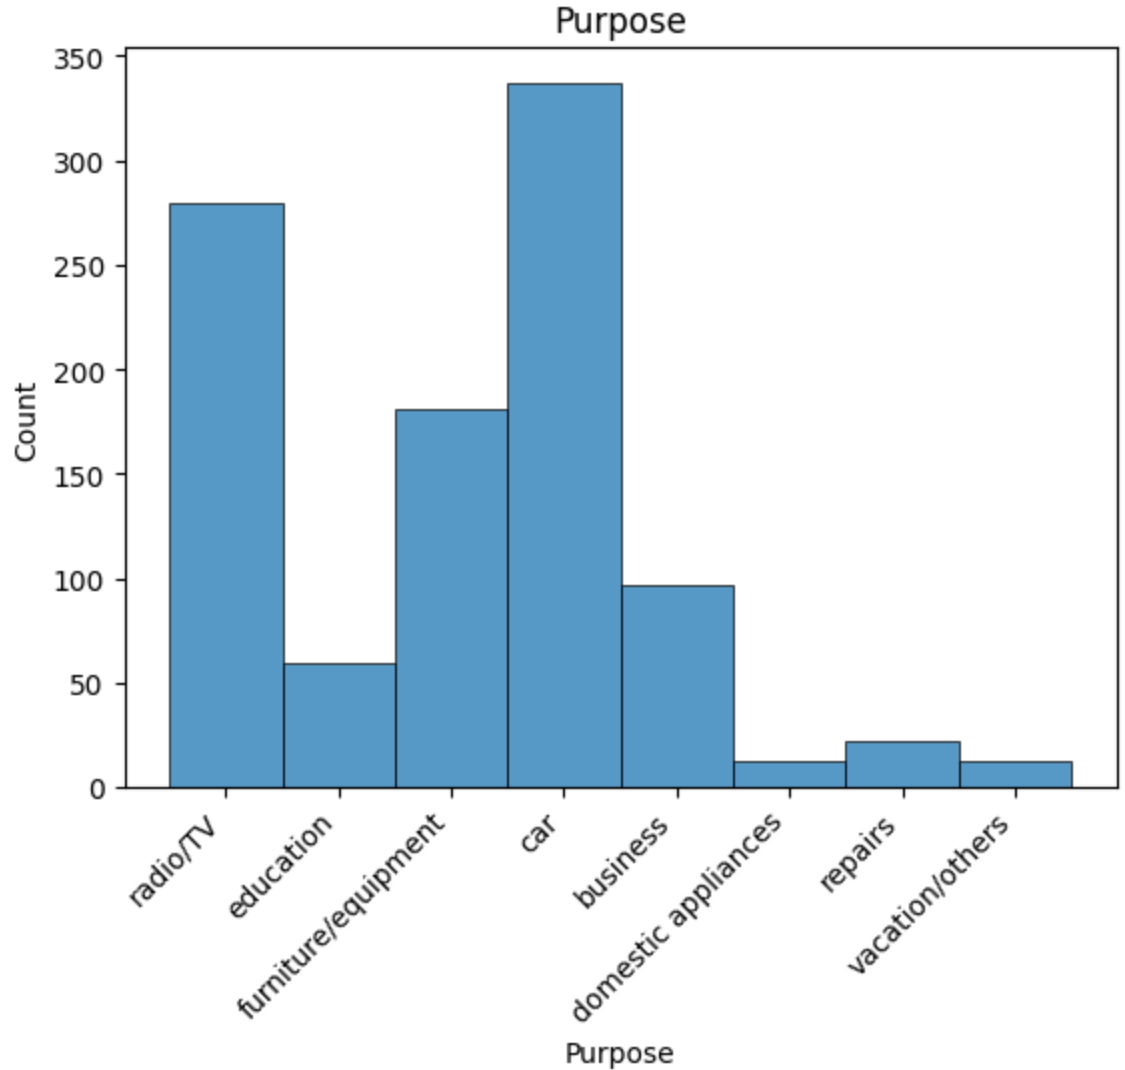 Purpose
350
300
250
200
150
100
50
0
Count
radio/TV
education
furniture/equipment
car
business
domestic appliances
repairs
vacation/others
Purpose